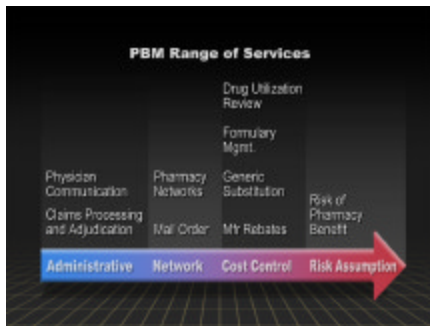 PBM Range of Services
Drug Utilization
Review
Formulary
Mgmt.
Physician
Communication
Pharmacy
Networks
Generic
Substitution
Claims Processing
and Adjudication
Mail Order
Mfr Rebates
Risk of
Pharmacy
Benefit
Administrative
Network
Cost Control
Risk Assumption